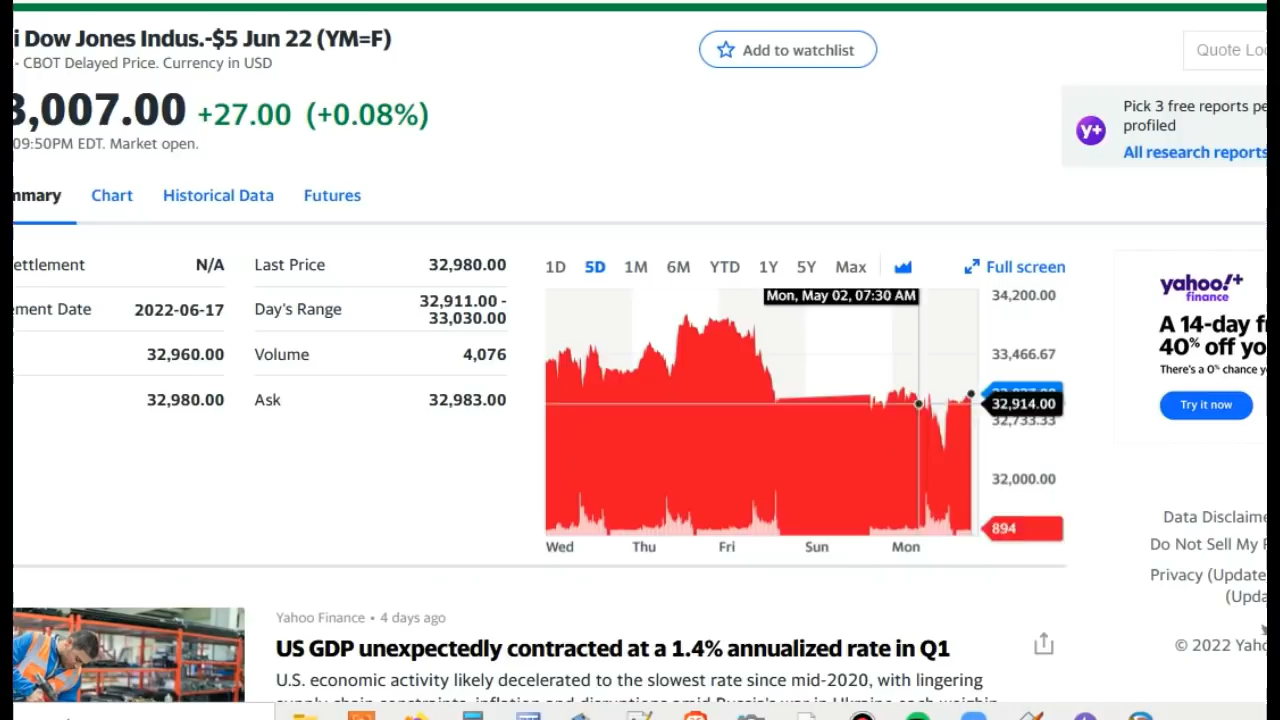 i Dow Jones Indus.-$5 Jun 22 (YM=F)
- CBOT Delayed Price. Currency in USD
Add to watchlist
Quote Lo
3,007.00 +27.00 (+0.08%)
09:50PM EDT. Market open.
Pick 3 free reports pe
profiled
y+
All research reports
mmary Chart Historical Data Futures
ettlement N/A
Last Price 32,980.00
ement Date 2022-06-17
Day's Range 32,911.00 -
33,030.00
32,960.00
Volume 4,076
32,980.00
Ask 32,983.00
1D 5D 1M 6M YTD 1Y 5Y Max
Full screen
Mon, May 02, 07:30 AM
34,200.00
33,466.67
32,914.00
32,733.33
32,000.00
894
Wed Thu Fri Sun Mon
yahoo!+
finance
A 14-day f
40% off yo
There's a 0% chance y
Try it now
Data Disclaime
Do Not Sell My
Privacy (Update
(Upda
© 2022 Yaho
Yahoo Finance • 4 days ago
US GDP unexpectedly contracted at a 1.4% annualized rate in Q1
U.S. economic activity likely decelerated to the slowest rate since mid-2020, with lingering